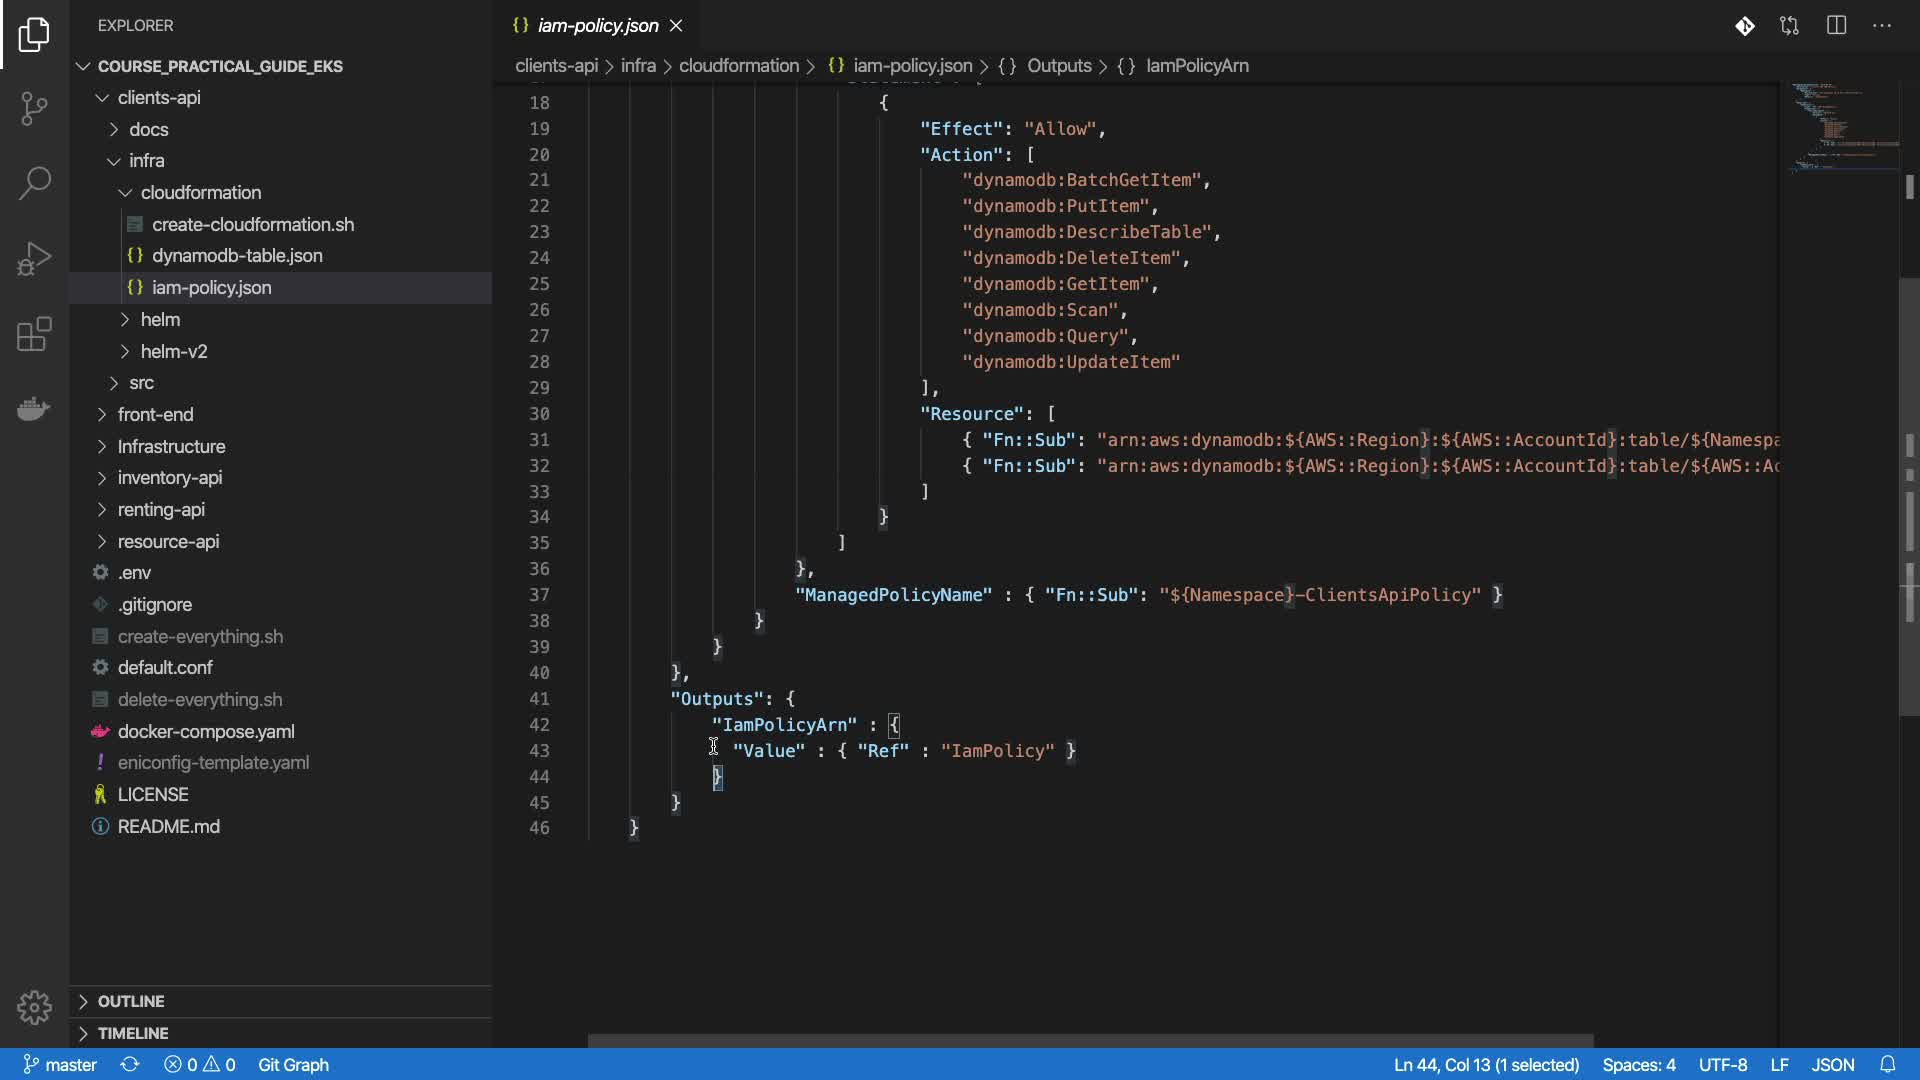 EXPLORER
COURSE_PRACTICAL_GUIDE_EKS
clients-api
docs
infra
cloudformation
create-cloudformation.sh
dynamodb-table.json
iam-policy.json
helm
helm-v2
src
front-end
Infrastructure
inventory-api
renting-api
resource-api
.env
.gitignore
create-everything.sh
default.conf
delete-everything.sh
docker-compose.yaml
eniconfig-template.yaml
LICENSE
README.md
OUTLINE
TIMELINE
{} iam-policy.json
clients-api > infra > cloudformation > {} iam-policy.json > {} Outputs > {} IamPolicyArn
18 {
19 "Effect": "Allow",
20 "Action": [
21 "dynamodb:BatchGetItem",
22 "dynamodb:PutItem",
23 "dynamodb:DescribeTable",
24 "dynamodb:DeleteItem",
25 "dynamodb:GetItem",
26 "dynamodb:Scan",
27 "dynamodb:Query",
28 "dynamodb:UpdateItem"
29 ],
30 "Resource": [
31 { "Fn::Sub": "arn:aws:dynamodb:${AWS::Region}:${AWS::AccountId}:table/${Namespa
32 { "Fn::Sub": "arn:aws:dynamodb:${AWS::Region}:${AWS::AccountId}:table/${AWS::Ac
33 ]
34 }
35 ]
36 },
37 "ManagedPolicyName" : { "Fn::Sub": "${Namespace}-ClientsApiPolicy" }
38 }
39 }
40 },
41 "Outputs": {
42 "IamPolicyArn" : {
43 "Value" : { "Ref" : "IamPolicy" }
44 }
45 }
46 }
master 0 0 Git Graph Ln 44, Col 13 (1 selected) Spaces: 4 UTF-8 LF JSON